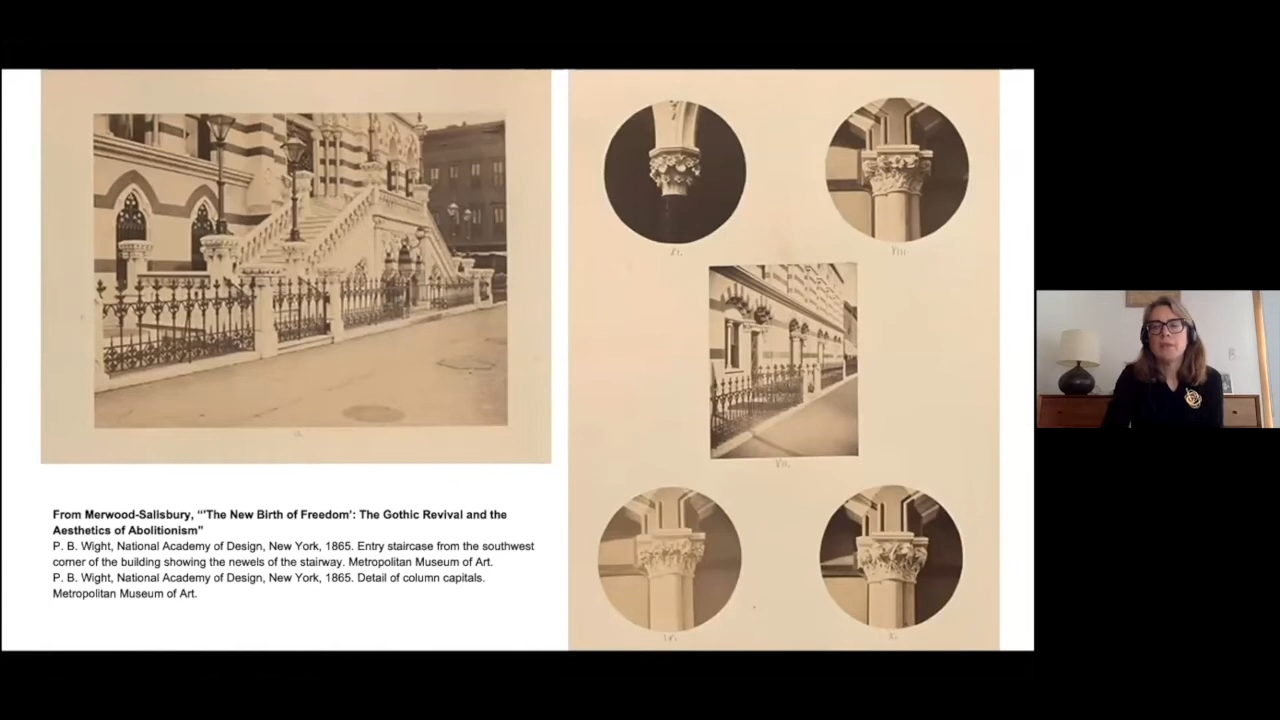 From Merwood-Salisbury, “’The New Birth of Freedom’: The Gothic Revival and the
Aesthetics of Abolitionism”
P. B. Wight, National Academy of Design, New York, 1865. Entry staircase from the southwest
corner of the building showing the newels of the stairway. Metropolitan Museum of Art.
P. B. Wight, National Academy of Design, New York, 1865. Detail of column capitals.
Metropolitan Museum of Art.
XI.
VIII
VII.
X.